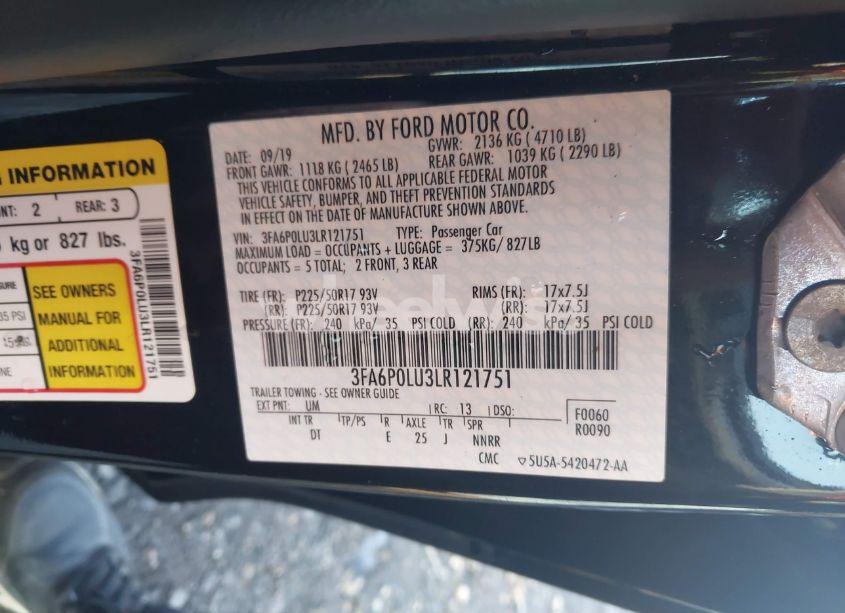 MFD. BY FORD MOTOR CO.
DATE: 09/19 GVWR: 2136 KG ( 4710 LB)
FRONT GAWR: 1118 KG ( 2465 LB) REAR GAWR: 1039 KG ( 2290 LB)
THIS VEHICLE CONFORMS TO ALL APPLICABLE FEDERAL MOTOR
VEHICLE SAFETY, BUMPER, AND THEFT PREVENTION STANDARDS
IN EFFECT ON THE DATE OF MANUFACTURE SHOWN ABOVE.
VIN: 3FA6P0LU3LR121751 TYPE: Passenger Car
MAXIMUM LOAD = OCCUPANTS + LUGGAGE = 375KG/ 827LB
OCCUPANTS = 5 TOTAL; 2 FRONT, 3 REAR
TIRE (FR): P225/50R17 93V RIMS (FR): 17x7.5J
(RR): P225/50R17 93V (RR): 17x7.5J
PRESSURE (FR): 240 kPa/ 35 PSI COLD (RR): 240 kPa/ 35 PSI COLD
3FA6P0LU3LR121751
TRAILER TOWING - SEE OWNER GUIDE
EXT PNT: UM RC: 13 DSO: F0060
INT TR TP/PS R AXLE TR SPR R0090
DT E 25 J NNRR
CMC 5U5A-5420472-AA
INFORMATION
NT: 2 REAR: 3
kg or 827 lbs.
SURE SEE OWNERS
35 PSI MANUAL FOR
ADDITIONAL
NE INFORMATION
3FA6P0LU3LR121751